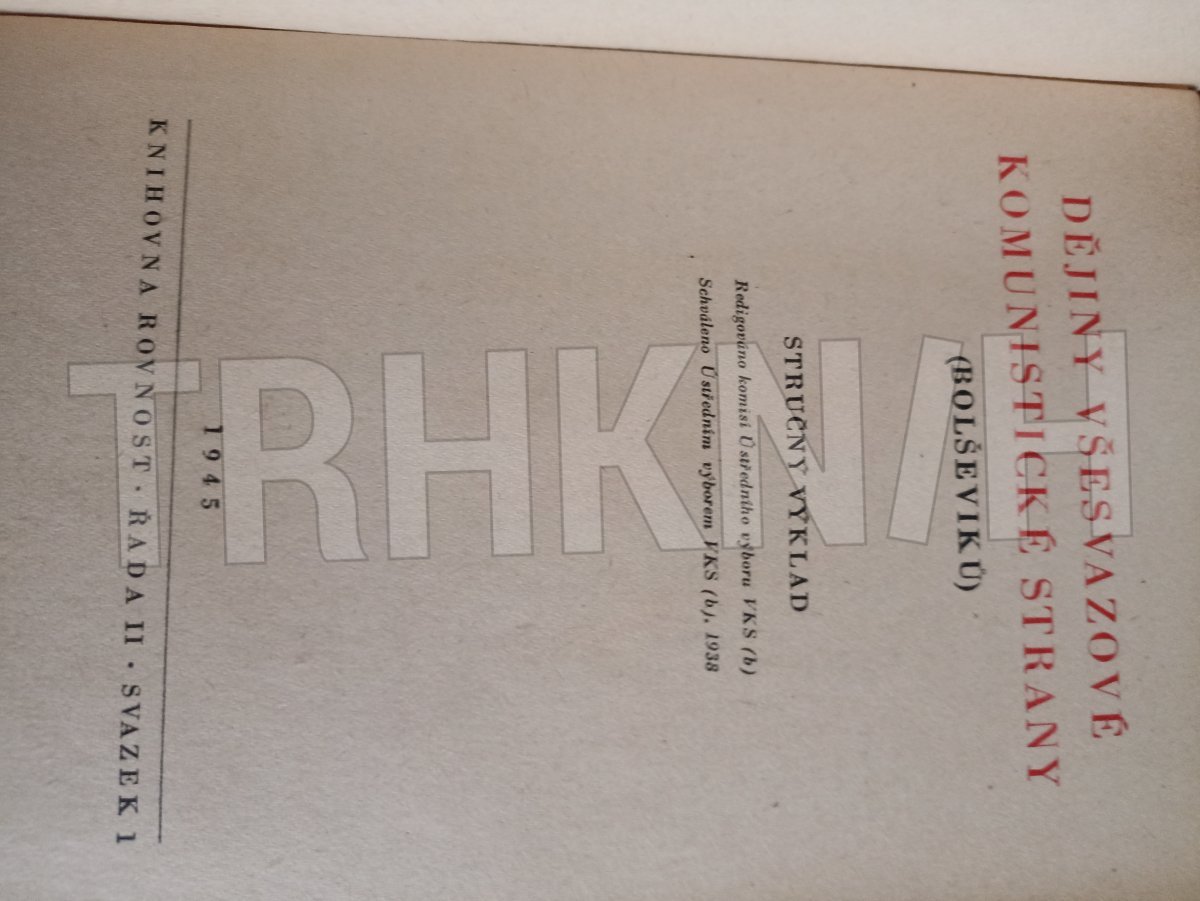 DĚJINY VŠESVAZOVÉ
KOMUNISTICKÉ STRANY
(BOLŠEVIKŮ)
STRUČNÝ VÝKLAD
Redigováno komisí Ústředního výboru VKS (b)
Schváleno Ústředním výborem VKS (b), 1938
1945
KNIHOVNA ROVNOST · ŘADA II · SVAZEK 1
TRHKNIH